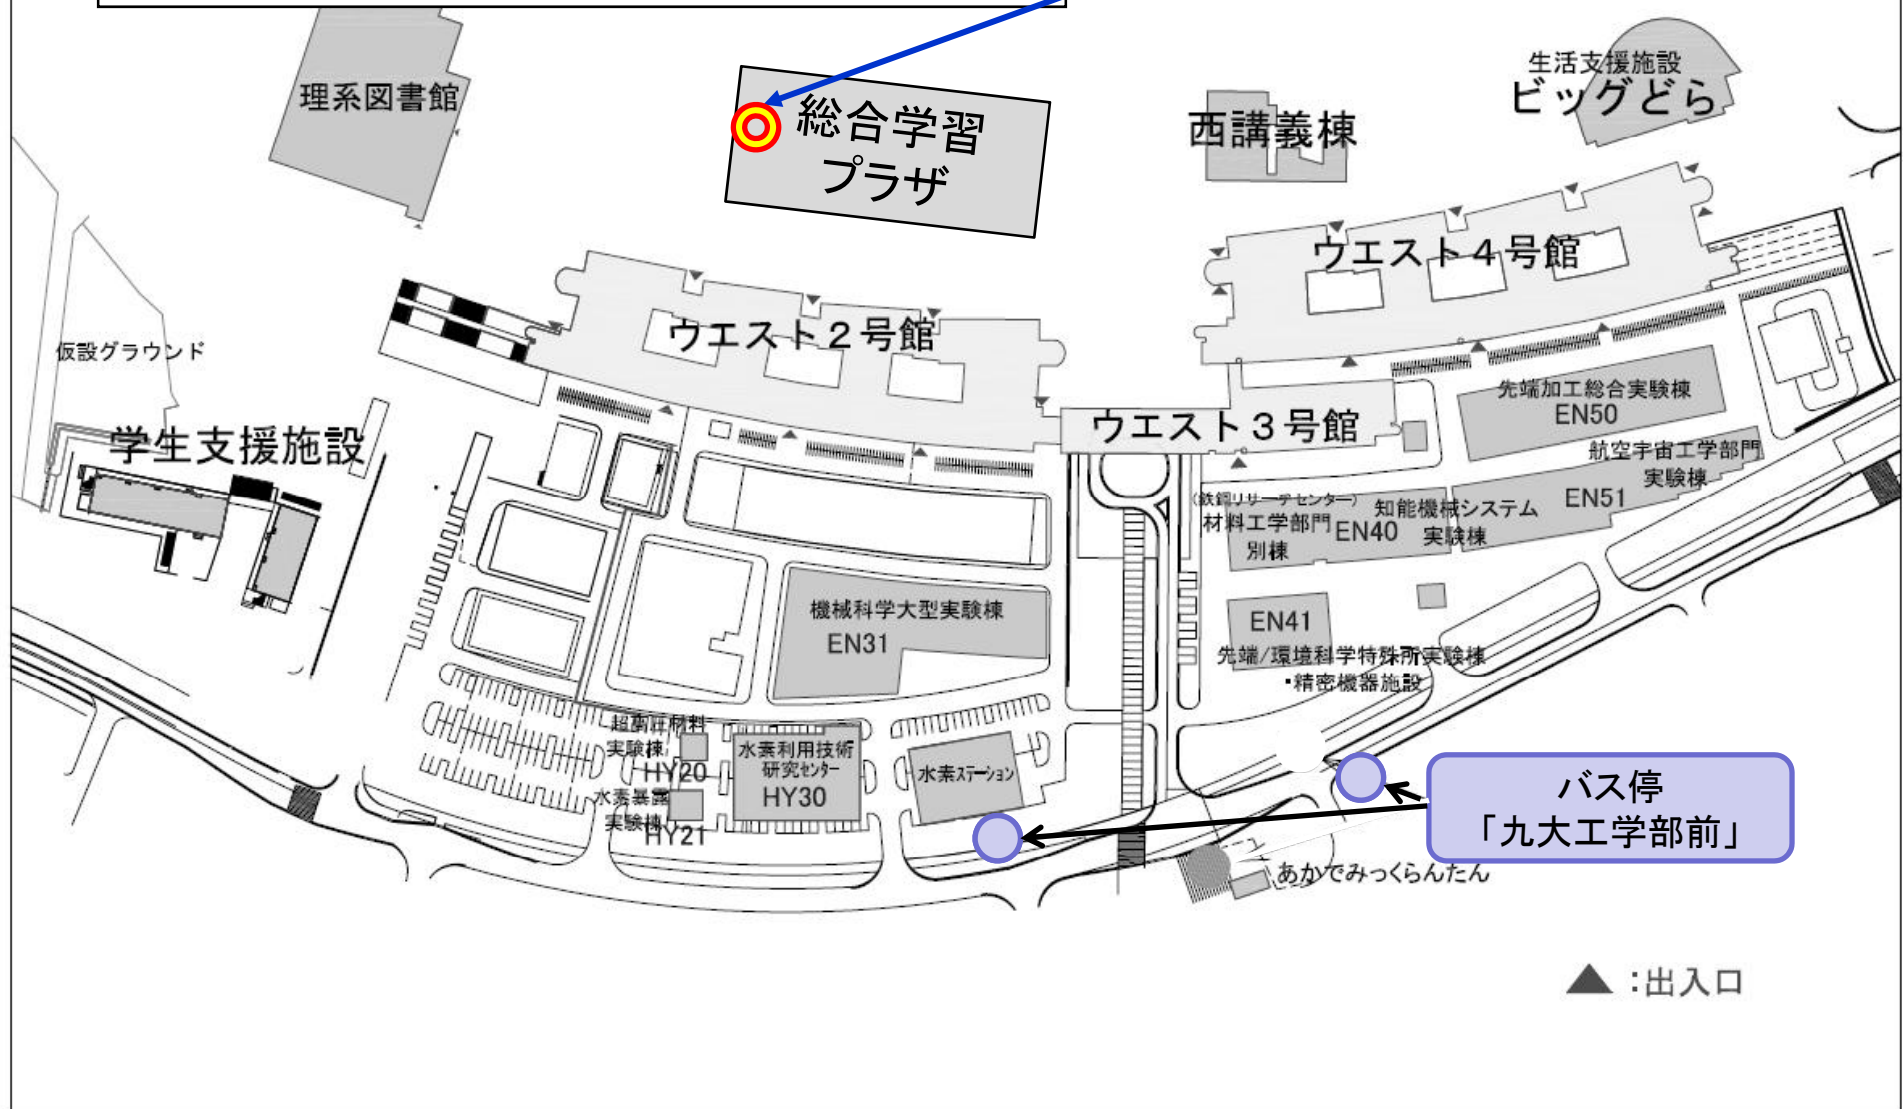 生活支援施設
ビッグどら
理系図書館
総合学習
プラザ
西講義棟
ウエスト４号館
ウエスト２号館
仮設グラウンド
先端加工総合実験棟
EN50
ウエスト３号館
学生支援施設
航空宇宙工学部門
実験棟
EN51
(鉄鋼リサーチセンター)
材料工学部門
別棟
EN40
知能機械システム
実験棟
機械科学大型実験棟
EN31
EN41
先端/環境科学特殊所実験棟
・精密機器施設
超高圧材料
実験棟
HY20
水素利用技術
研究センター
HY30
水素ステーション
水素暴露
実験棟
HY21
バス停
「九大工学部前」
あかでみっくらんたん
▲：出入口